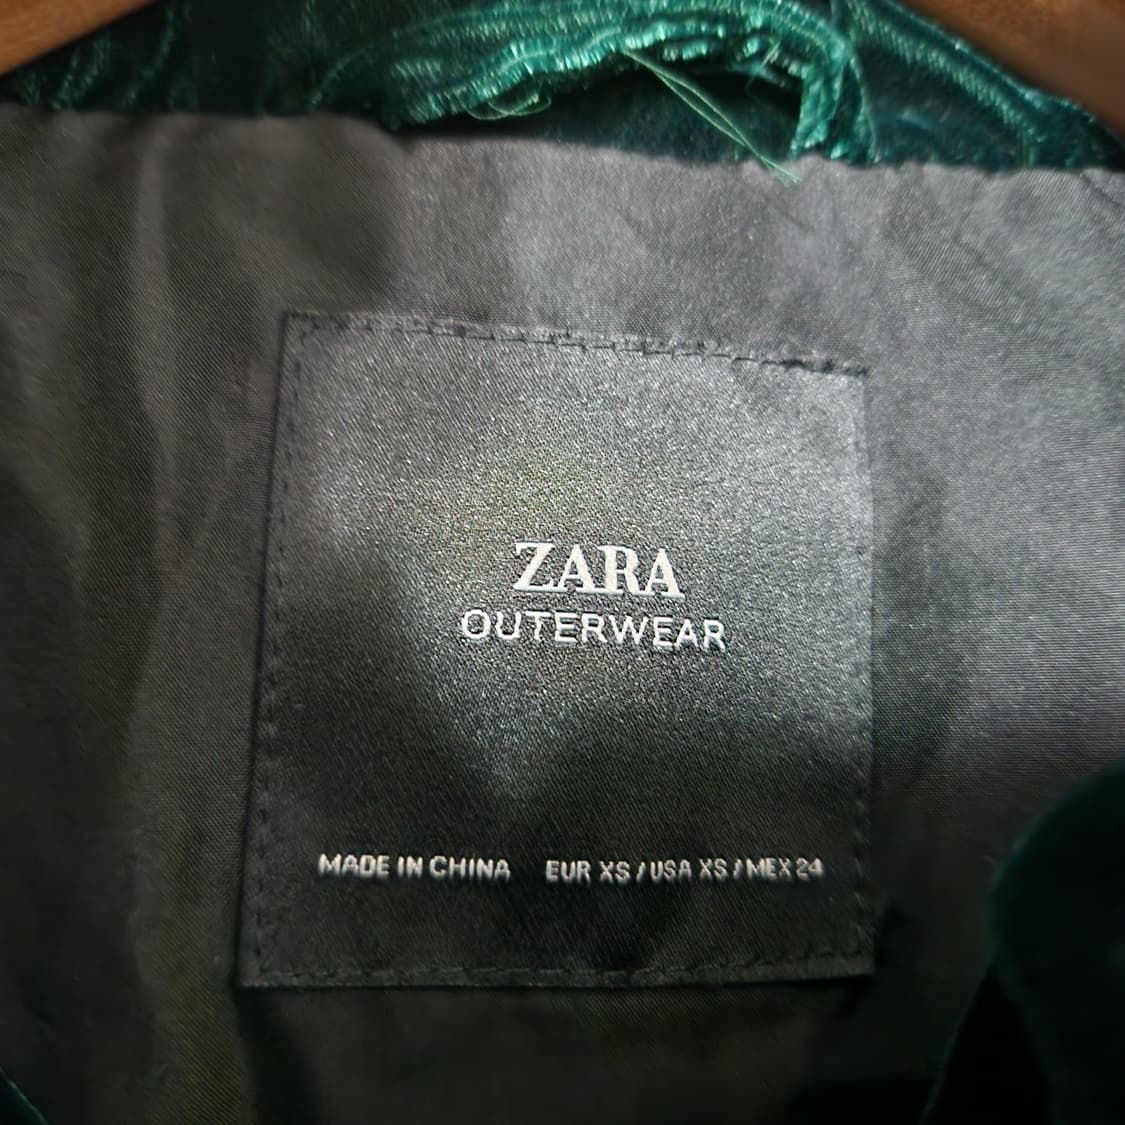 ZARA
OUTERWEAR
MADE IN CHINA EUR XS / USA XS / MEX 24